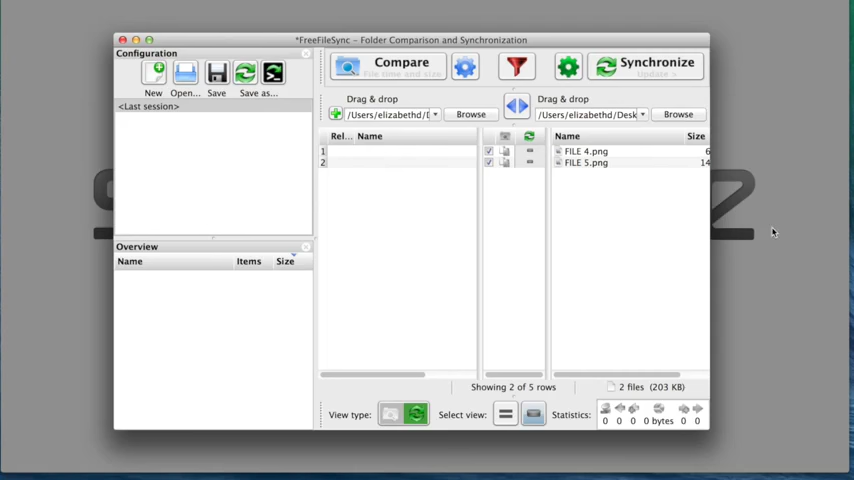 *FreeFileSync - Folder Comparison and Synchronization
Configuration
New
Open...
Save
Save as...
<Last session>
Compare
File time and size
Synchronize
Update >
Drag & drop
/Users/elizabethd/D
Browse
Drag & drop
/Users/elizabethd/Desk
Browse
Rel... Name
1
2
Name Size
FILE 4.png 6
FILE 5.png 14
Overview
Name Items Size
Showing 2 of 5 rows
2 files (203 KB)
View type:
Select view:
Statistics:
0 0 0 0 bytes 0 0